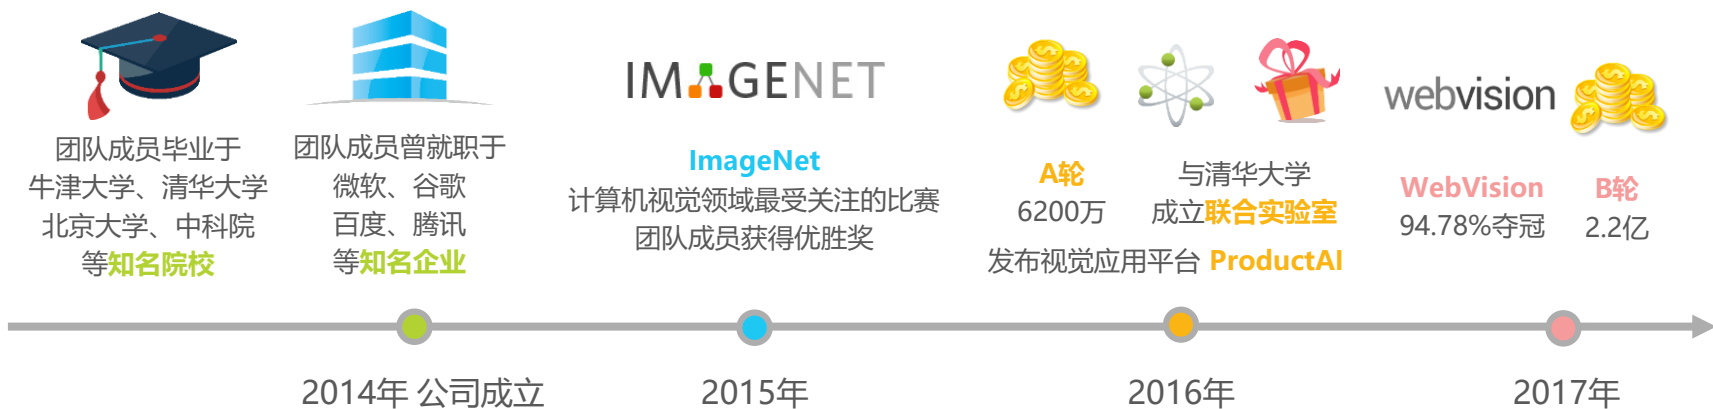 团队成员毕业于
牛津大学、清华大学
北京大学、中科院
等知名院校
团队成员曾就职于
微软、谷歌
百度、腾讯
等知名企业
IMAGENET
ImageNet
计算机视觉领域最受关注的比赛
团队成员获得优胜奖
A轮
6200万
与清华大学
成立联合实验室
发布视觉应用平台 ProductAI
webvision
WebVision
94.78%夺冠
B轮
2.2亿
2014年 公司成立
2015年
2016年
2017年